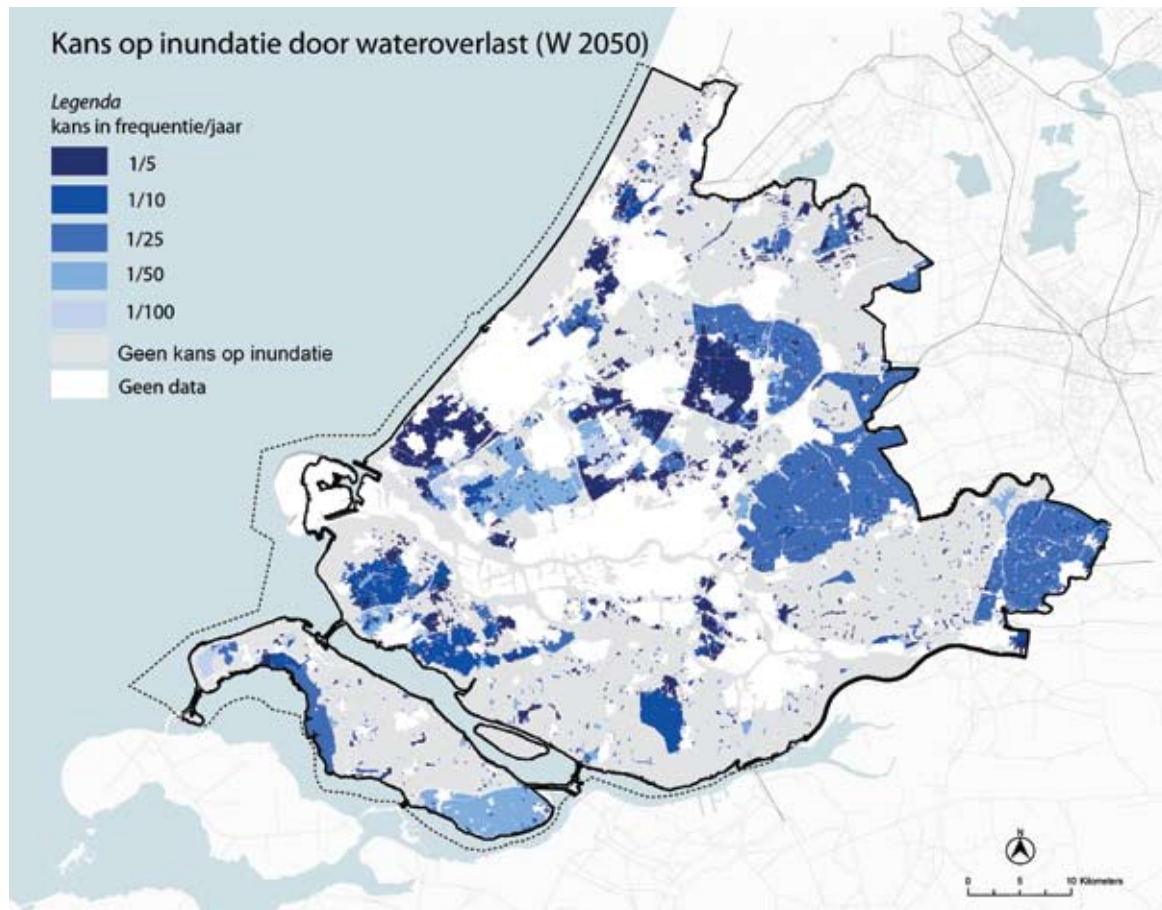 Kans op inundatie door wateroverlast (W 2050)
Legenda
kans in frequentie/jaar
1/5
1/10
1/25
1/50
1/100
Geen kans op inundatie
Geen data
N
0 5 10 Kilometers